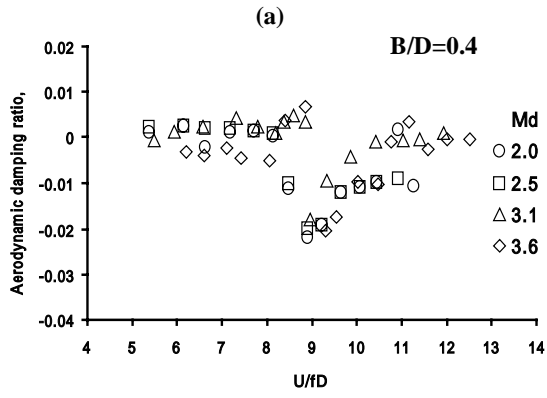 (a)
B/D=0.4
Aerodynamic damping ratio,
0.02
0.01
0
-0.01
-0.02
-0.03
-0.04
4 5 6 7 8 9 10 11 12 13 14
U/fD
Md
2.0
2.5
3.1
3.6